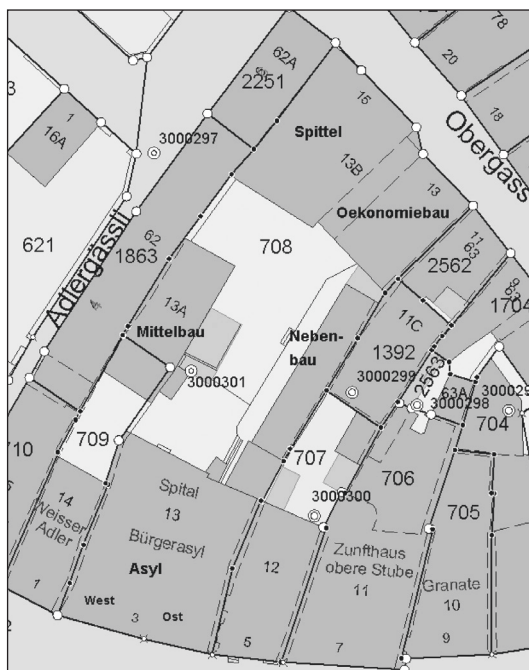 78
20
18
62A
2251
1
16A
3000297
15
Spittel
13B
Obergass
621
Adlergässli
1863
62
4
708
Oekonomiebau
13
2562
11
63
9
1704
13A
Mittelbau
Neben-
bau
11C
1392
2563
3000301
3000299
63A
3000298
704
710
709
707
706
705
3000300
14
Weisser
Adler
Spital
13
Bürgerasyl
Asyl
12
Zunfthaus
obere Stube
11
Granate
10
1
West
3
Ost
5
7
9